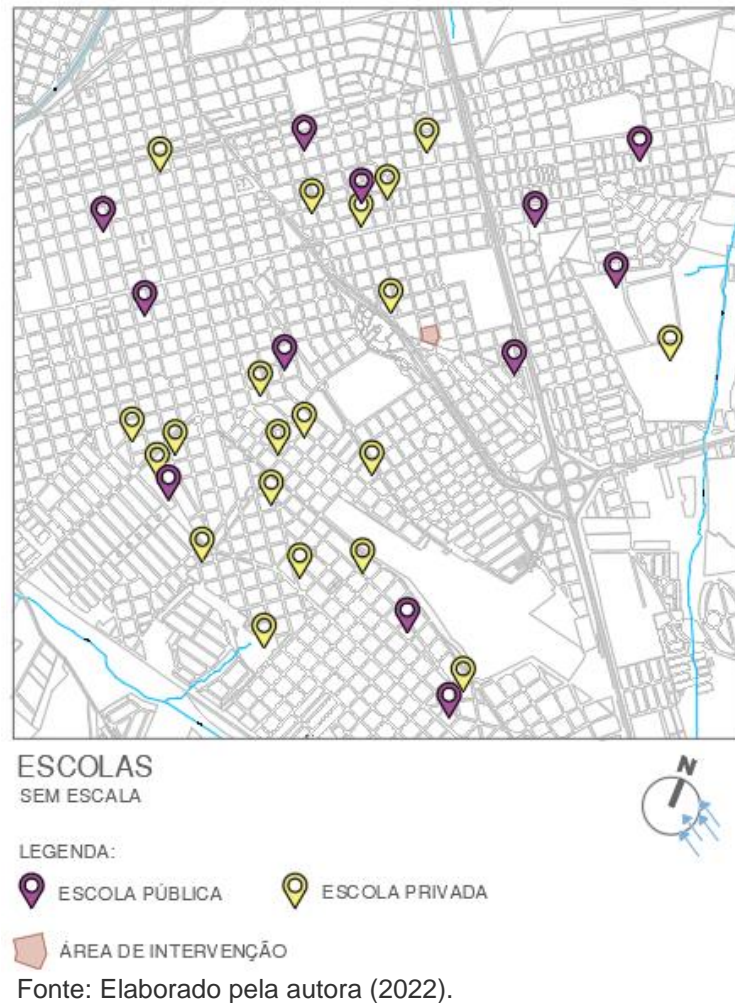 ESCOLAS
SEM ESCALA
N
LEGENDA:
ESCOLA PÚBLICA
ESCOLA PRIVADA
ÁREA DE INTERVENÇÃO
Fonte: Elaborado pela autora (2022).